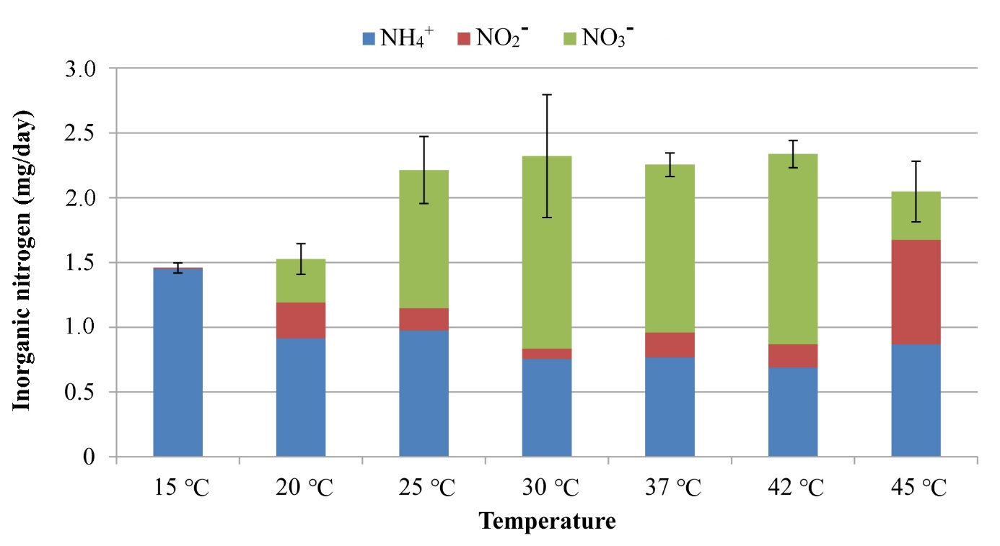 NH₄⁺ NO₂⁻ NO₃⁻
3.0
2.5
2.0
1.5
1.0
0.5
0
Inorganic nitrogen (mg/day)
15 ℃ 20 ℃ 25 ℃ 30 ℃ 37 ℃ 42 ℃ 45 ℃
Temperature